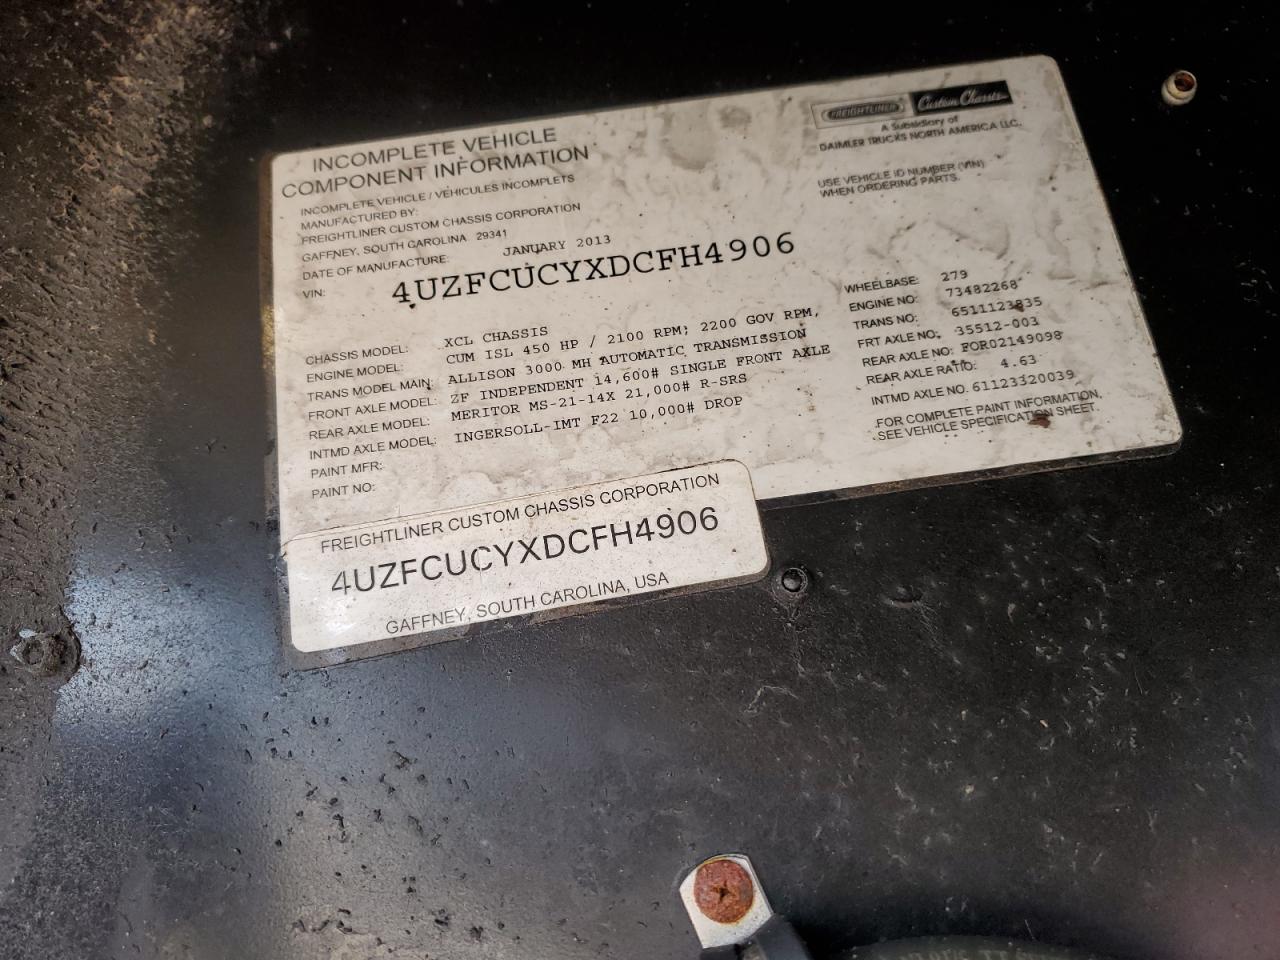 INCOMPLETE VEHICLE
COMPONENT INFORMATION
INCOMPLETE VEHICLE / VEHICULES INCOMPLETS
MANUFACTURED BY:
FREIGHTLINER CUSTOM CHASSIS CORPORATION
GAFFNEY, SOUTH CAROLINA 29341
DATE OF MANUFACTURE: JANUARY 2013
VIN: 4UZFCUCYXDCFH4906
FREIGHTLINER Custom Chassis
A Subsidiary of
DAIMLER TRUCKS NORTH AMERICA LLC.
USE VEHICLE ID NUMBER (VIN)
WHEN ORDERING PARTS.
CHASSIS MODEL: XCL CHASSIS
ENGINE MODEL: CUM ISL 450 HP / 2100 RPM; 2200 GOV RPM,
TRANS MODEL MAIN: ALLISON 3000 MH AUTOMATIC TRANSMISSION
FRONT AXLE MODEL: ZF INDEPENDENT 14,600# SINGLE FRONT AXLE
REAR AXLE MODEL: MERITOR MS-21-14X 21,000# R-SRS
INTMD AXLE MODEL: INGERSOLL-IMT F22 10,000# DROP
PAINT MFR:
PAINT NO:
WHEELBASE: 279
ENGINE NO: 73482268
TRANS NO: 6511123835
FRT AXLE NO: 35512-003
REAR AXLE NO: FOR02149098
REAR AXLE RATIO: 4.63
INTMD AXLE NO. 61123320039
FOR COMPLETE PAINT INFORMATION,
SEE VEHICLE SPECIFICATION SHEET.
FREIGHTLINER CUSTOM CHASSIS CORPORATION
4UZFCUCYXDCFH4906
GAFFNEY, SOUTH CAROLINA, USA